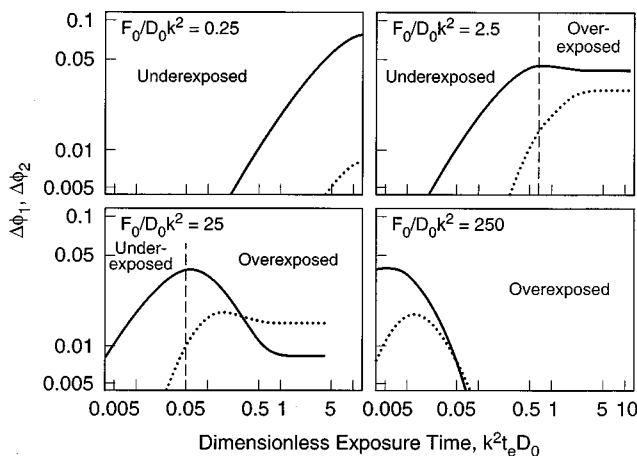 F₀/D₀k² = 0.25
Underexposed
F₀/D₀k² = 2.5
Over-
exposed
Underexposed
0.1
0.05
0.01
0.005
Δϕ₁, Δϕ₂
F₀/D₀k² = 25
Under-
exposed
Overexposed
F₀/D₀k² = 250
Overexposed
0.1
0.05
0.01
0.005
0.005 0.05 0.5 1 5 10
0.005 0.05 0.5 1 5 10
Dimensionless Exposure Time, k²tₑD₀